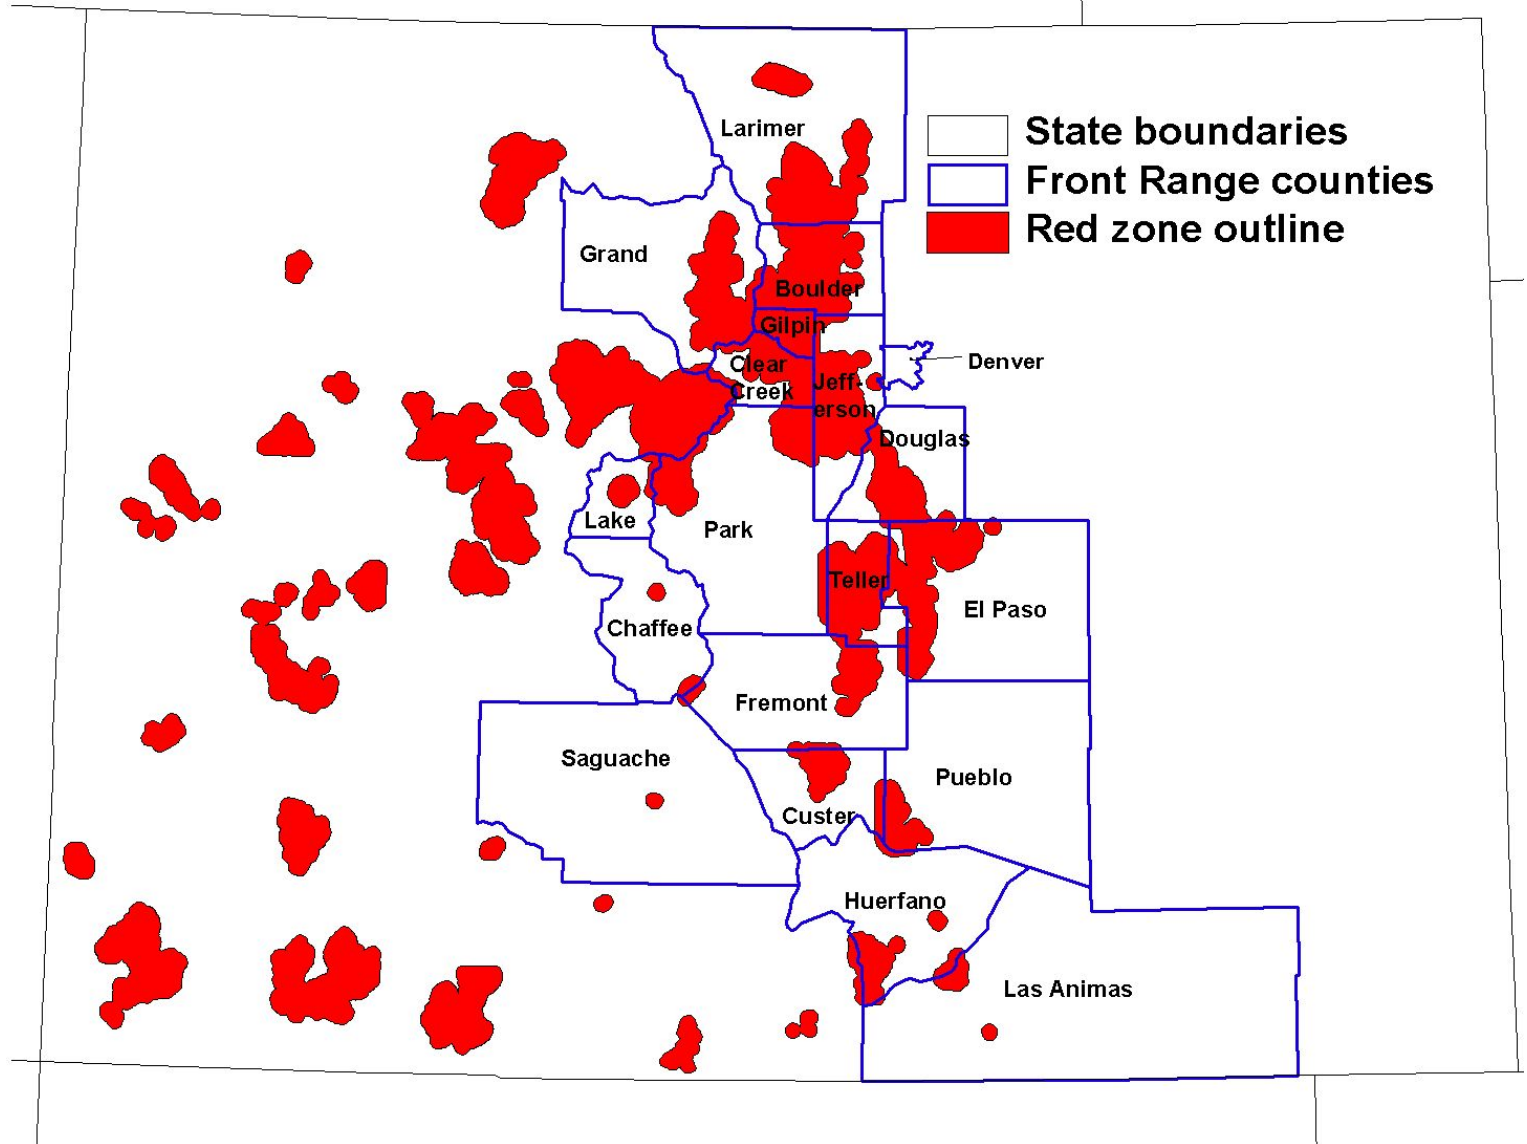 State boundaries
Front Range counties
Red zone outline
Larimer
Grand
Boulder
Gilpin
Clear
Creek
Jeff-
erson
Denver
Douglas
Lake
Park
Teller
El Paso
Chaffee
Fremont
Saguache
Custer
Pueblo
Huerfano
Las Animas